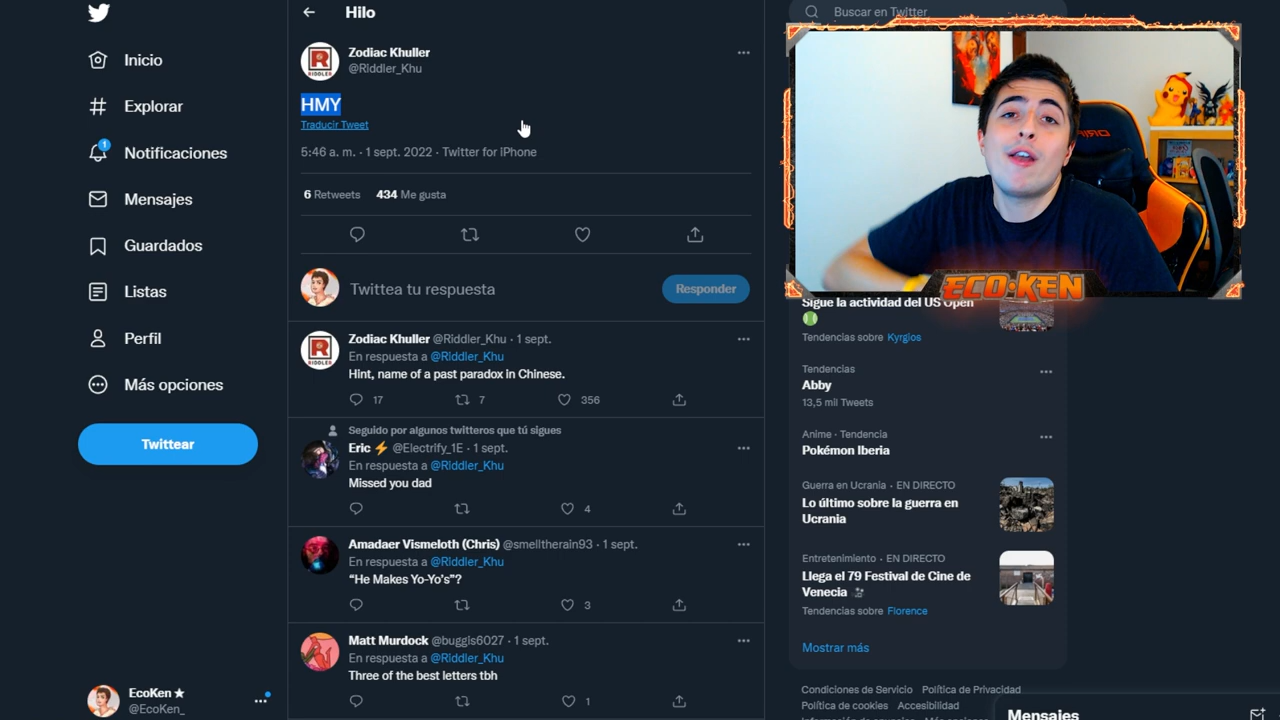 Inicio
Explorar
1
Notificaciones
Mensajes
Guardados
Listas
Perfil
Más opciones
Twittear
EcoKen ★
@EcoKen_
Hilo
RIDDLER
Zodiac Khuller
@Riddler_Khu
HMY
Traducir Tweet
5:46 a. m. · 1 sept. 2022 · Twitter for iPhone
6 Retweets 434 Me gusta
Twittea tu respuesta
Responder
RIDDLER
Zodiac Khuller @Riddler_Khu · 1 sept.
En respuesta a @Riddler_Khu
Hint, name of a past paradox in Chinese.
17 7 356
Seguido por algunos twitteros que tú sigues
Eric ⚡ @Electrify_1E · 1 sept.
En respuesta a @Riddler_Khu
Missed you dad
4
Amadaer Vismeloth (Chris) @smelltherain93 · 1 sept.
En respuesta a @Riddler_Khu
“He Makes Yo-Yo’s”?
3
Matt Murdock @buggls6027 · 1 sept.
En respuesta a @Riddler_Khu
Three of the best letters tbh
1
Buscar en Twitter
ECO·KEN
Sigue la actividad del US Open
🎾
Tendencias sobre Kyrgios
Tendencias
Abby
13,5 mil Tweets
Anime · Tendencia
Pokémon Iberia
Guerra en Ucrania · EN DIRECTO
Lo último sobre la guerra en
Ucrania
Entretenimiento · EN DIRECTO
Llega el 79 Festival de Cine de
Venecia
Tendencias sobre Florence
Mostrar más
Condiciones de Servicio Política de Privacidad
Política de cookies Accesibilidad
Mensajes